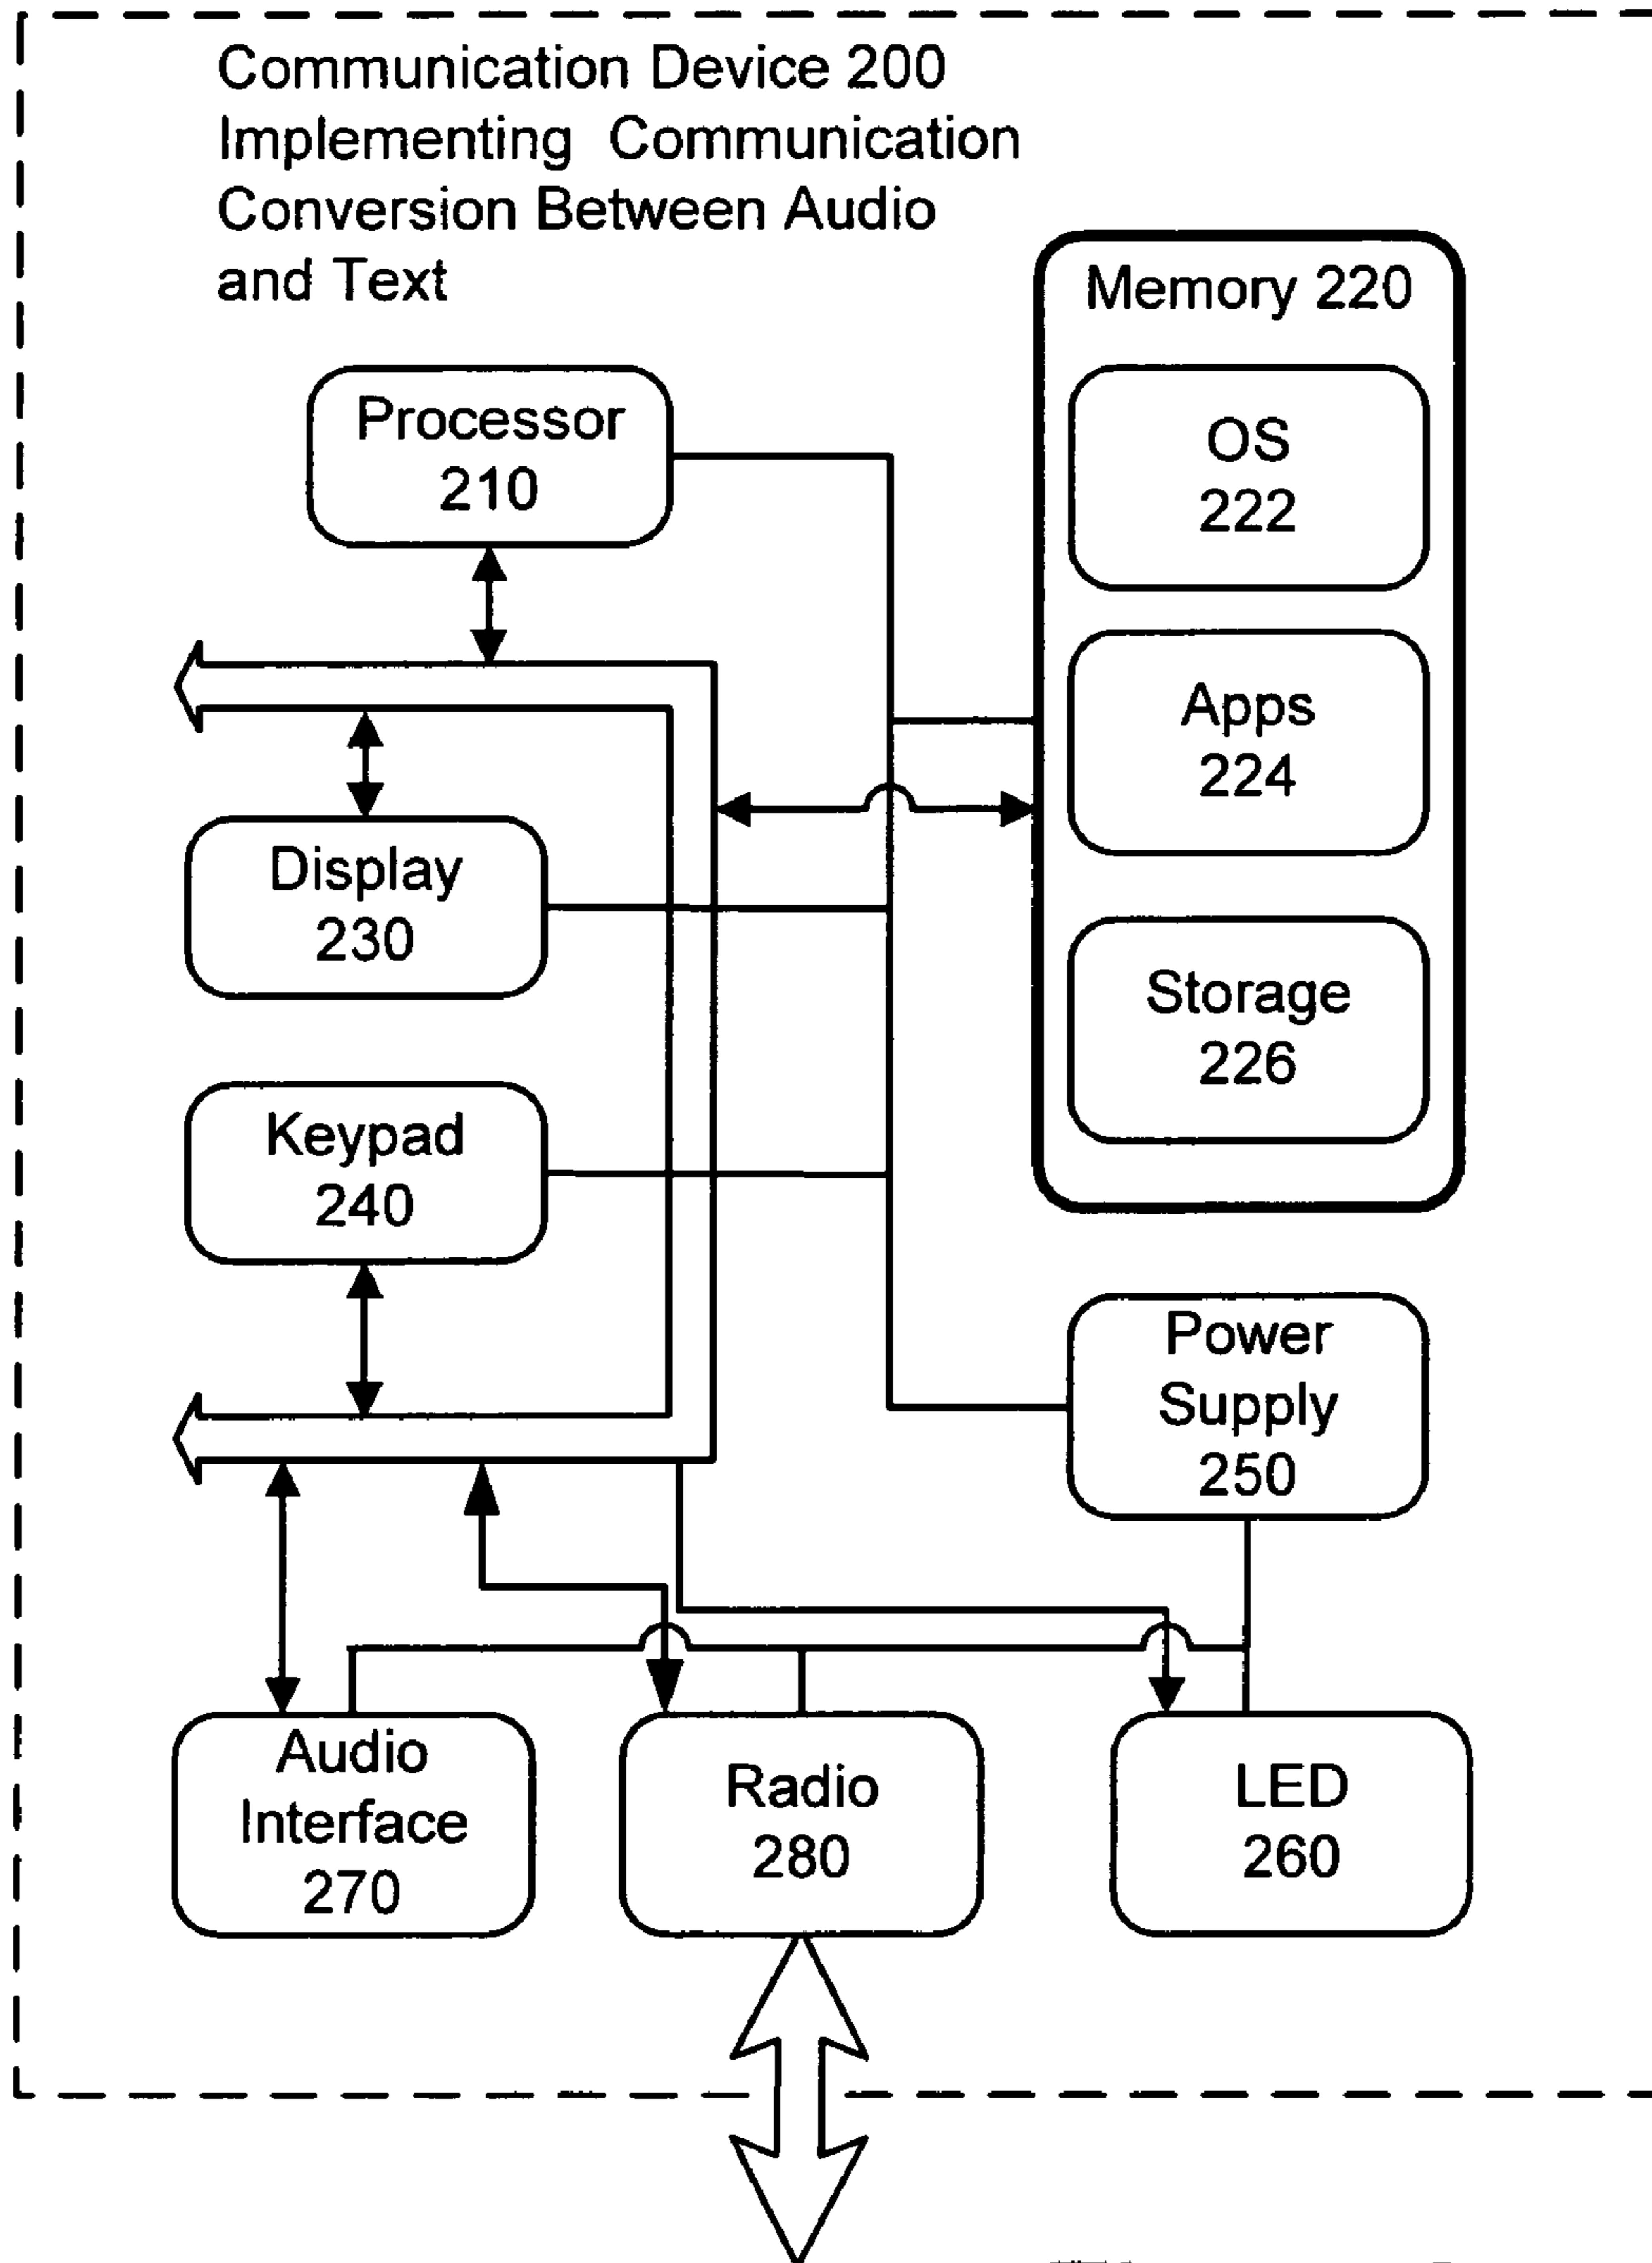 Communication Device 200
Implementing Communication
Conversion Between Audio
and Text
Memory 220
Processor
210
OS
222
Apps
224
Display
230
Storage
226
Keypad
240
Power
Supply
250
Audio
Interface
270
Radio
280
LED
260